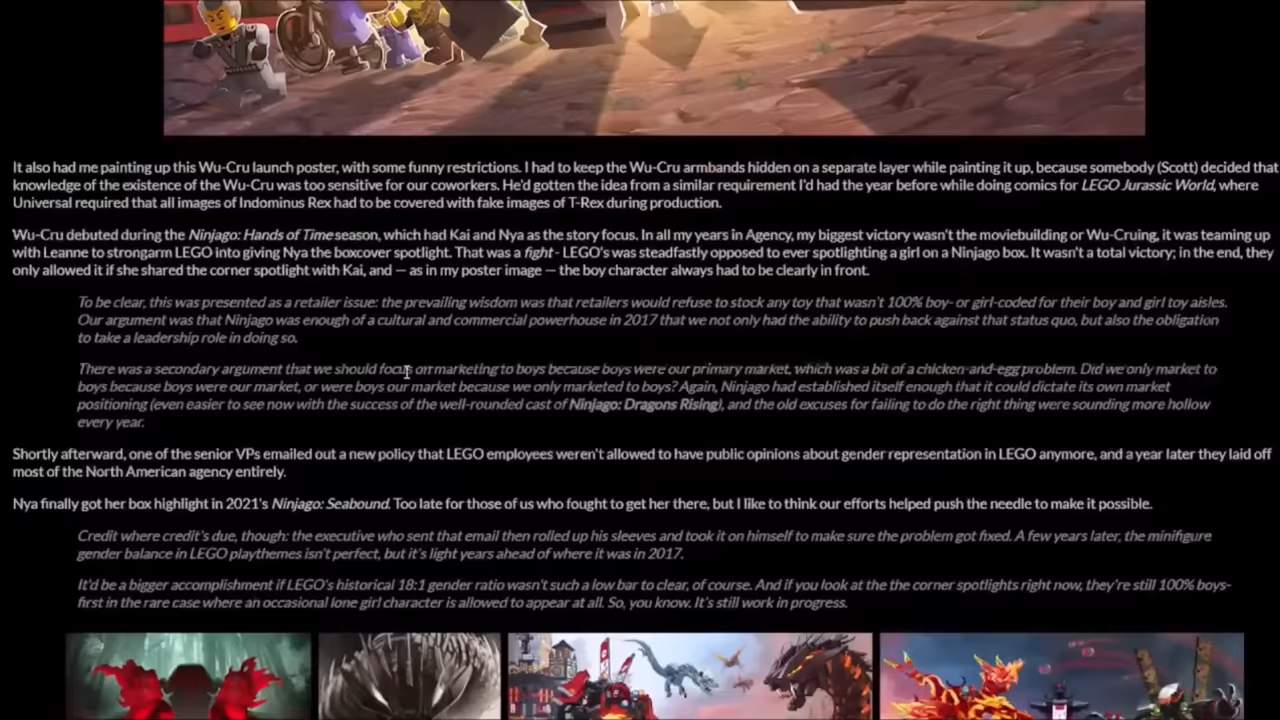 It also had me painting up this Wu-Cru launch poster, with some funny restrictions. I had to keep the Wu-Cru armbands hidden on a separate layer while painting it up, because somebody (Scott) decided that
knowledge of the existence of the Wu-Cru was too sensitive for our coworkers. He'd gotten the idea from a similar requirement I'd had the year before while doing comics for LEGO Jurassic World, where
Universal required that all images of Indominus Rex had to be covered with fake images of T-Rex during production.
Wu-Cru debuted during the Ninjago: Hands of Time season, which had Kai and Nya as the story focus. In all my years in Agency, my biggest victory wasn't the moviebuilding or Wu-Cruing, it was teaming up
with Leanne to strongarm LEGO into giving Nya the boxcover spotlight. That was a fight - LEGO's was steadfastly opposed to ever spotlighting a girl on a Ninjago box. It wasn't a total victory; in the end, they
only allowed it if she shared the corner spotlight with Kai, and — as in my poster image — the boy character always had to be clearly in front.
To be clear, this was presented as a retailer issue: the prevailing wisdom was that retailers would refuse to stock any toy that wasn't 100% boy- or girl-coded for their boy and girl toy aisles.
Our argument was that Ninjago was enough of a cultural and commercial powerhouse in 2017 that we not only had the ability to push back against that status quo, but also the obligation
to take a leadership role in doing so.
There was a secondary argument that we should focus on marketing to boys because boys were our primary market, which was a bit of a chicken-and-egg problem. Did we only market to
boys because boys were our market, or were boys our market because we only marketed to boys? Again, Ninjago had established itself enough that it could dictate its own market
positioning (even easier to see now with the success of the well-rounded cast of Ninjago: Dragons Rising), and the old excuses for failing to do the right thing were sounding more hollow
every year.
Shortly afterward, one of the senior VPs emailed out a new policy that LEGO employees weren't allowed to have public opinions about gender representation in LEGO anymore, and a year later they laid off
most of the North American agency entirely.
Nya finally got her box highlight in 2021's Ninjago: Seabound. Too late for those of us who fought to get her there, but I like to think our efforts helped push the needle to make it possible.
Credit where credit's due, though: the executive who sent that email then rolled up his sleeves and took it on himself to make sure the problem got fixed. A few years later, the minifigure
gender balance in LEGO playthemes isn't perfect, but it's light years ahead of where it was in 2017.
It'd be a bigger accomplishment if LEGO's historical 18:1 gender ratio wasn't such a low bar to clear, of course. And if you look at the the corner spotlights right now, they're still 100% boys-
first in the rare case where an occasional lone girl character is allowed to appear at all. So, you know. It's still work in progress.